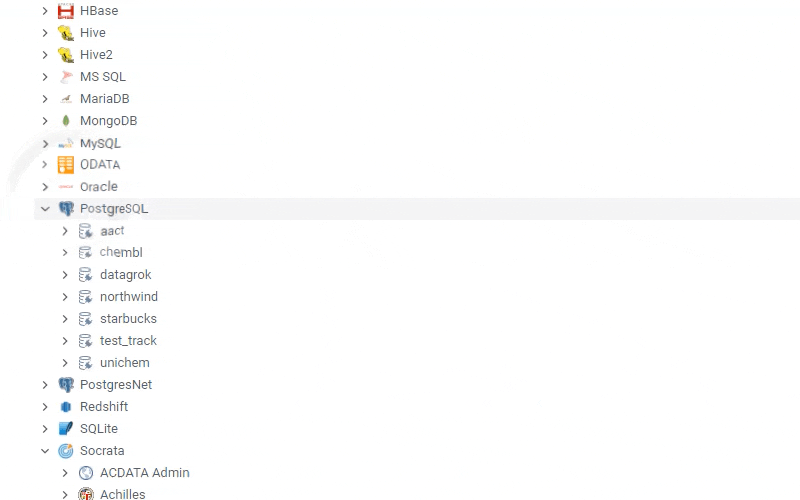 HBase
Hive
Hive2
MS SQL
MariaDB
MongoDB
MySQL
ODATA
Oracle
PostgreSQL
aact
chembl
datagrok
northwind
starbucks
test_track
unichem
PostgresNet
Redshift
SQLite
Socrata
ACDATA Admin
Achilles